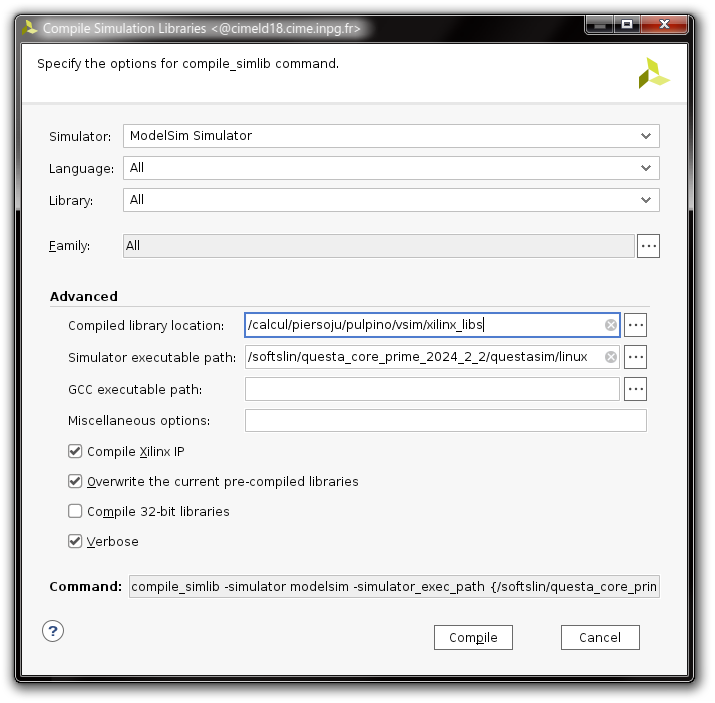 Compile Simulation Libraries <@cimeld18.cime.inpg.fr>
Specify the options for compile_simlib command.
Simulator: ModelSim Simulator
Language: All
Library: All
Family: All
Advanced
Compiled library location: /calcul/piersoju/pulpino/vsim/xilinx_libs
Simulator executable path: /softslin/questa_core_prime_2024_2_2/questasim/linux
GCC executable path:
Miscellaneous options:
Compile Xilinx IP
Overwrite the current pre-compiled libraries
Compile 32-bit libraries
Verbose
Command: compile_simlib -simulator modelsim -simulator_exec_path {/softslin/questa_core_prin
? Compile Cancel